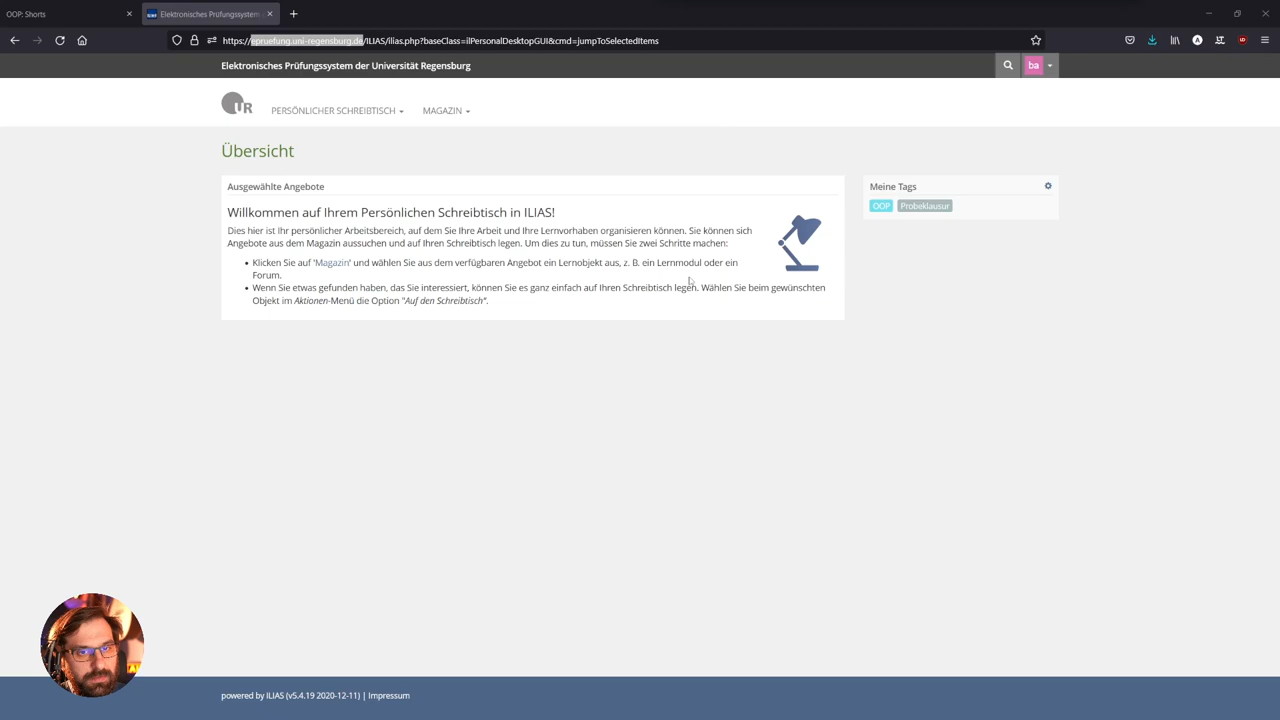 OOP: Shorts
Elektronisches Prüfungssystem
https://epruefung.uni-regensburg.de/ILIAS/ilias.php?baseClass=ilPersonalDesktopGUI&cmd=jumpToSelectedItems
Elektronisches Prüfungssystem der Universität Regensburg
ba
UR
PERSÖNLICHER SCHREIBTISCH
MAGAZIN
Übersicht
Ausgewählte Angebote
Willkommen auf Ihrem Persönlichen Schreibtisch in ILIAS!
Dies hier ist Ihr persönlicher Arbeitsbereich, auf dem Sie Ihre Arbeit und Ihre Lernvorhaben organisieren können. Sie können sich
Angebote aus dem Magazin aussuchen und auf Ihren Schreibtisch legen. Um dies zu tun, müssen Sie zwei Schritte machen:
• Klicken Sie auf 'Magazin' und wählen Sie aus dem verfügbaren Angebot ein Lernobjekt aus, z. B. ein Lernmodul oder ein
Forum.
• Wenn Sie etwas gefunden haben, das Sie interessiert, können Sie es ganz einfach auf Ihren Schreibtisch legen. Wählen Sie beim gewünschten
Objekt im Aktionen-Menü die Option "Auf den Schreibtisch".
Meine Tags
OOP Probeklausur
powered by ILIAS (v5.4.19 2020-12-11) | Impressum